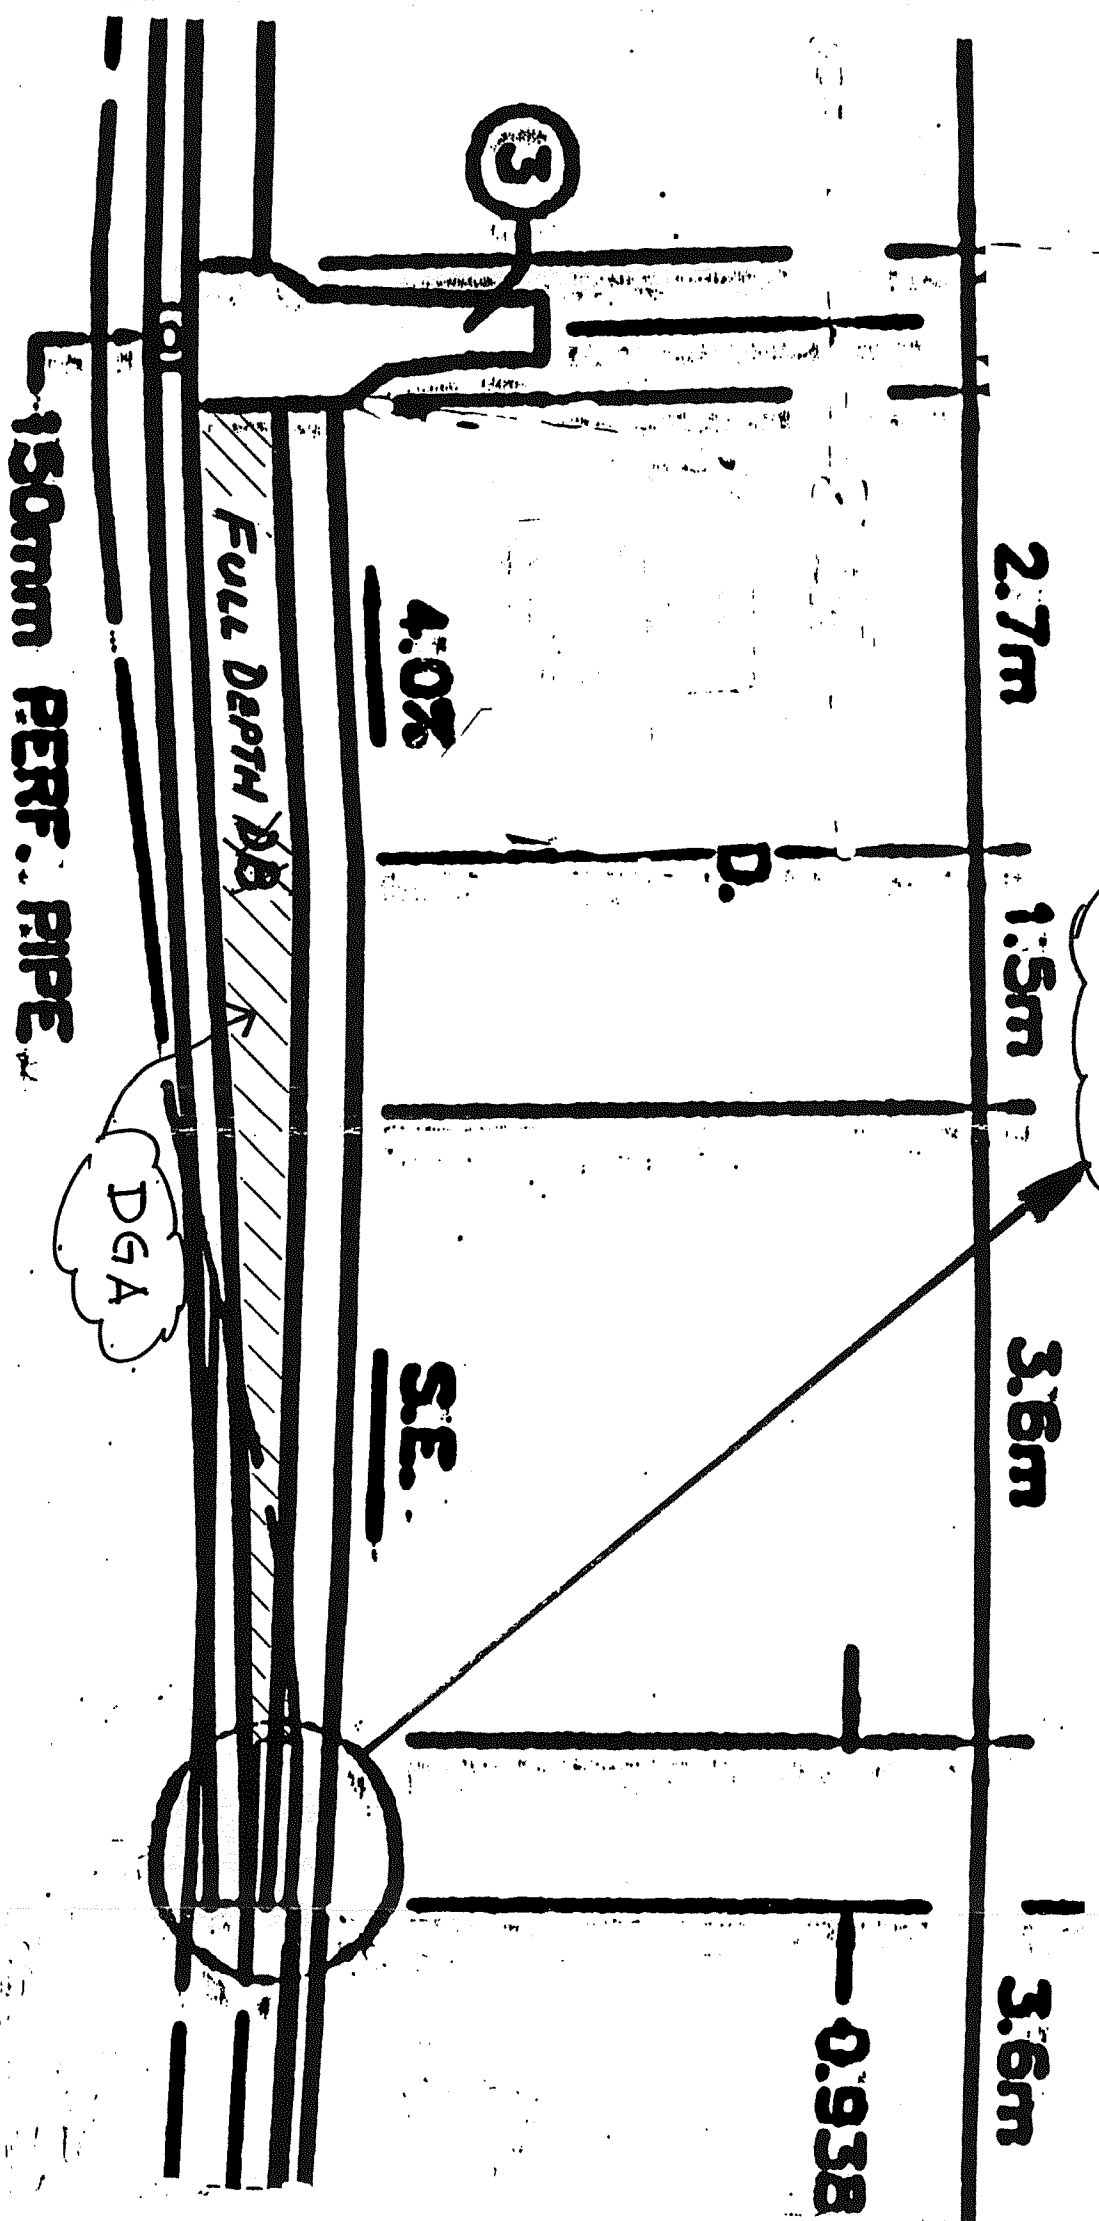 3
2.7m 1.5m 3.6m 3.6m
D.
0.938
4.0% S.E.
FULL DEPTH DB
DGA
150mm PERF. PIPE